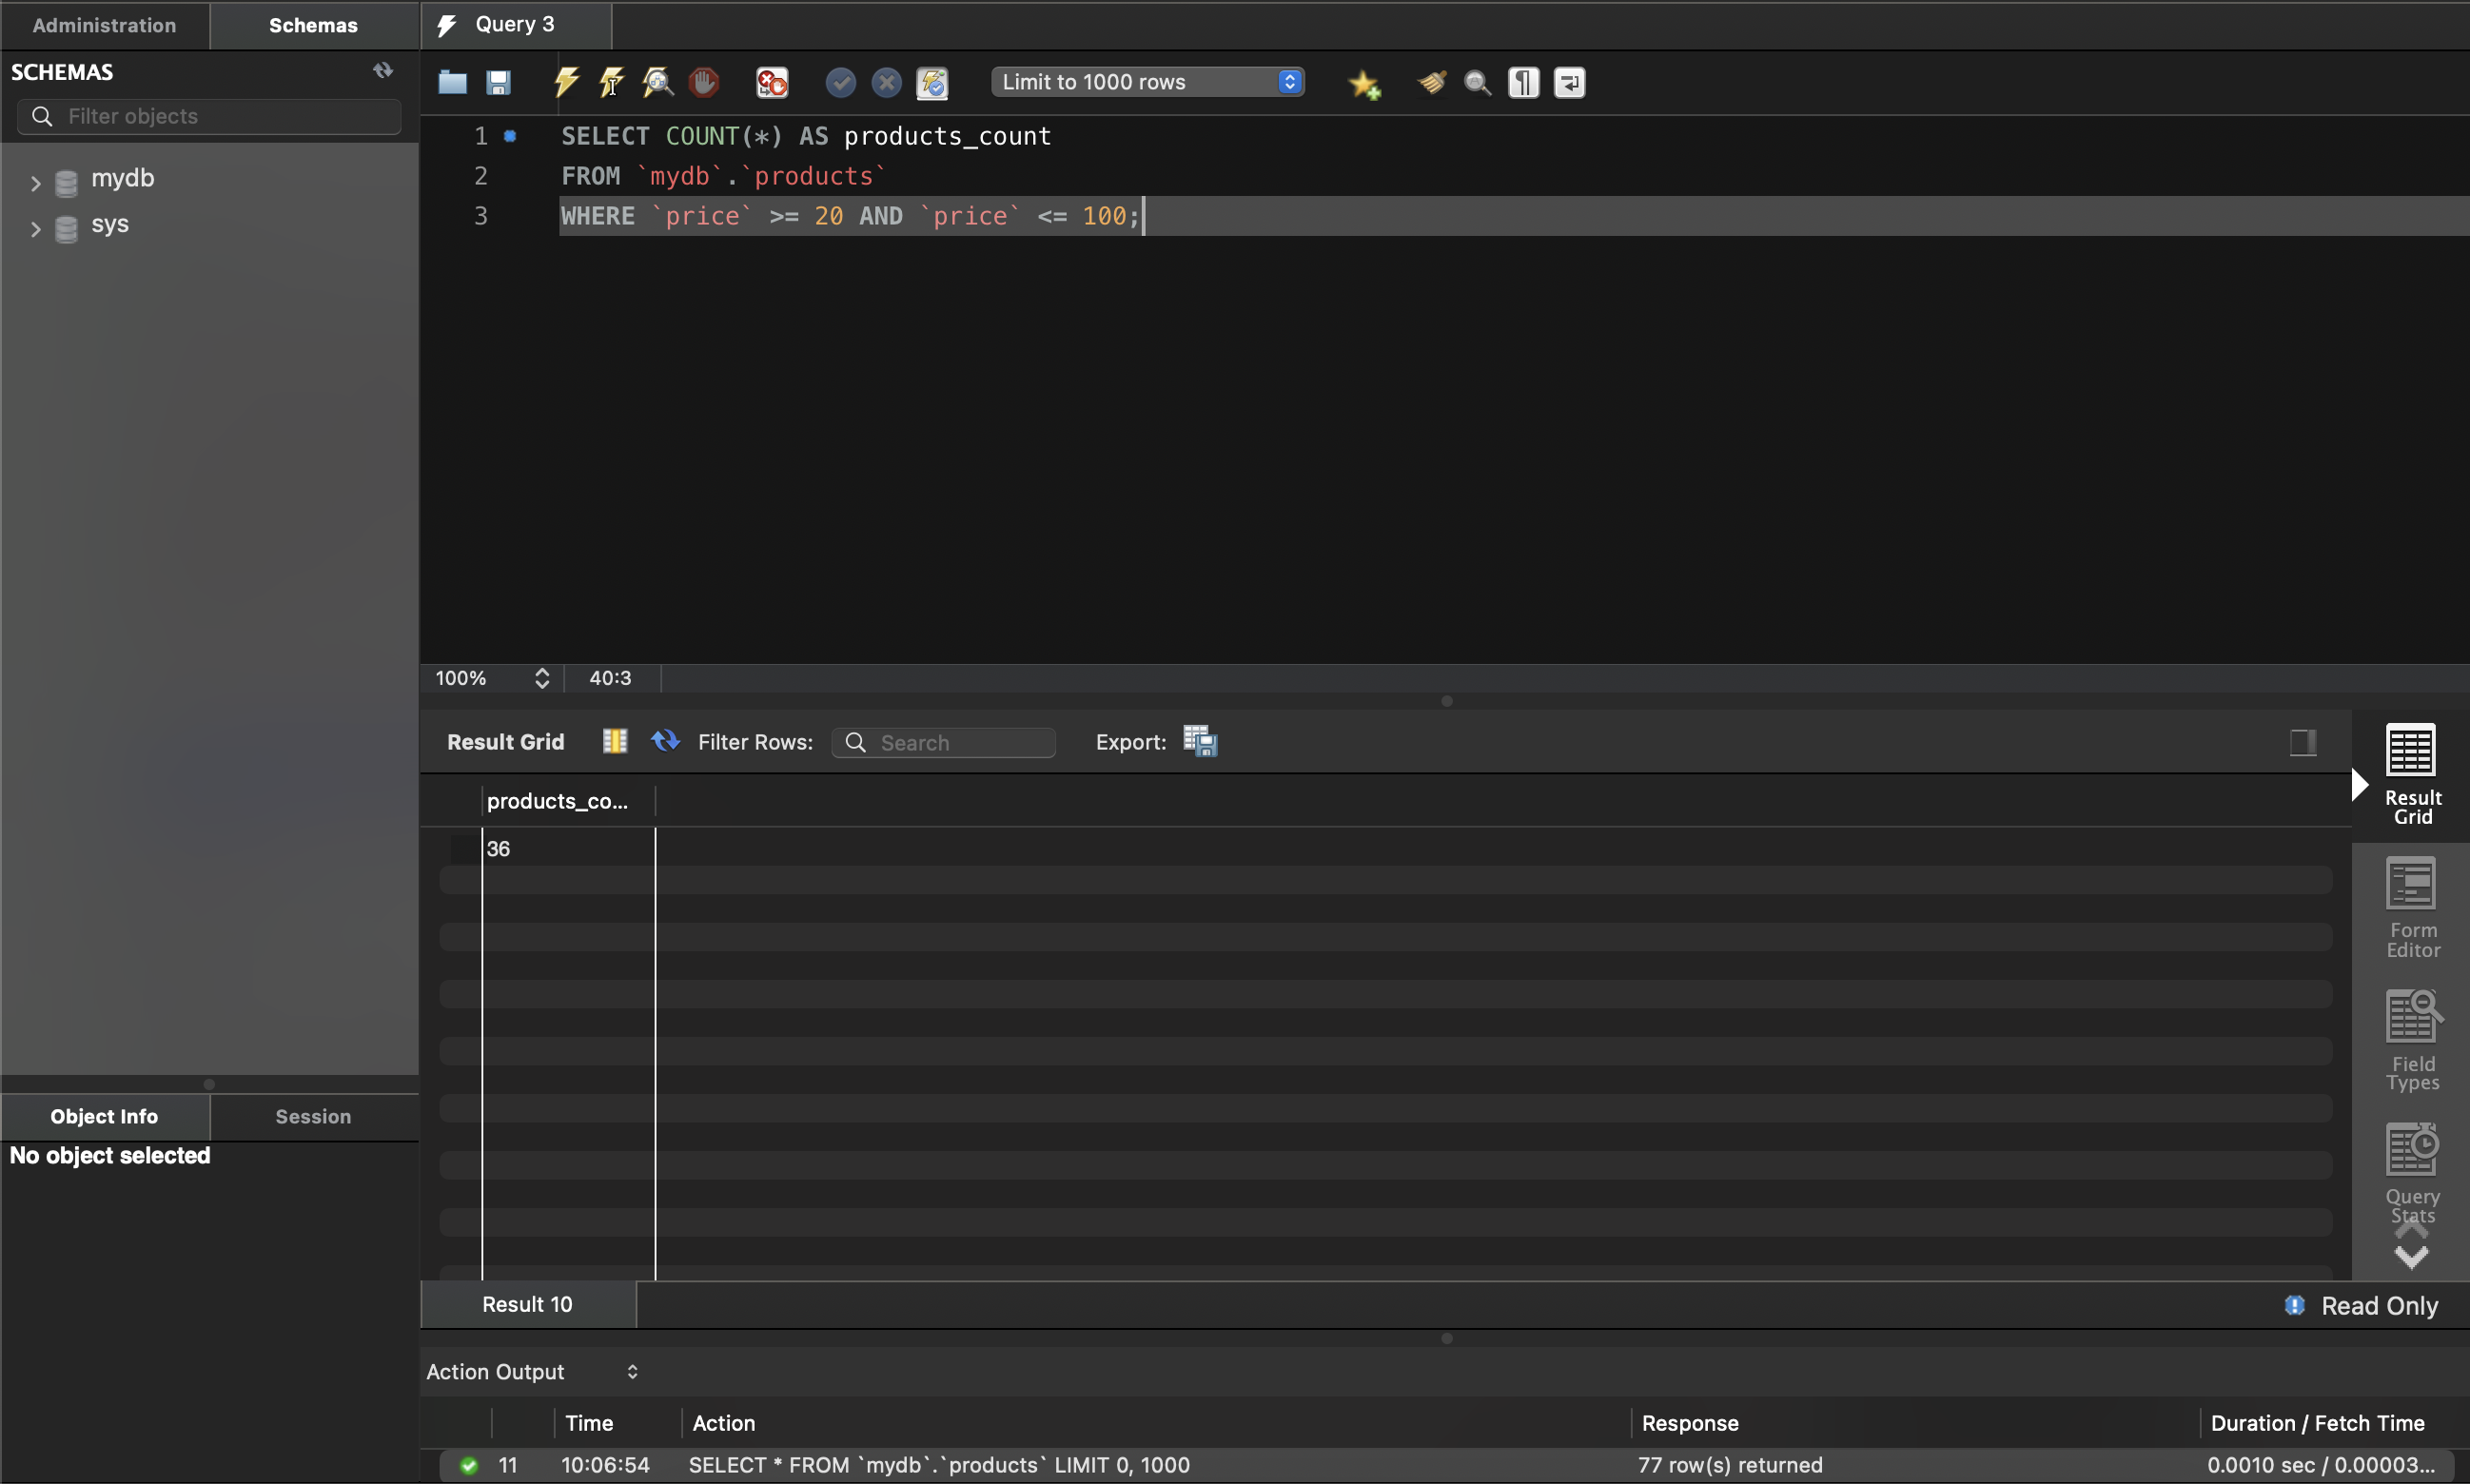 Administration
Schemas
SCHEMAS
Filter objects
mydb
sys
Object Info
Session
No object selected
Query 3
Limit to 1000 rows
1 SELECT COUNT(*) AS products_count
2 FROM `mydb`.`products`
3 WHERE `price` >= 20 AND `price` <= 100;
100% 40:3
Result Grid Filter Rows: Search Export:
products_co...
36
Result
Grid
Form
Editor
Field
Types
Query
Stats
Result 10
Read Only
Action Output
Time Action Response Duration / Fetch Time
11 10:06:54 SELECT * FROM `mydb`.`products` LIMIT 0, 1000 77 row(s) returned 0.0010 sec / 0.00003...